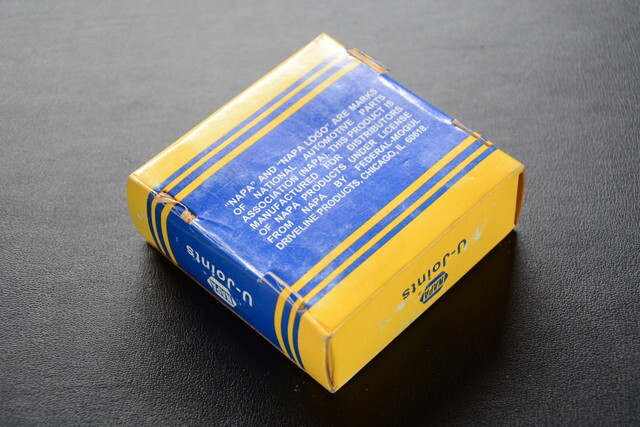 "NAPA" AND "NAPA LOGO" ARE MARKS
OF NATIONAL AUTOMOTIVE PARTS
ASSOCIATION (NAPA) THIS PRODUCT IS
MANUFACTURED FOR DISTRIBUTORS
OF NAPA PRODUCTS UNDER LICENSE
FROM NAPA BY FEDERAL-MOGUL
DRIVELINE PRODUCTS, CHICAGO, IL 60618.
U-Joints
NAPA
U-Joints
NAPA